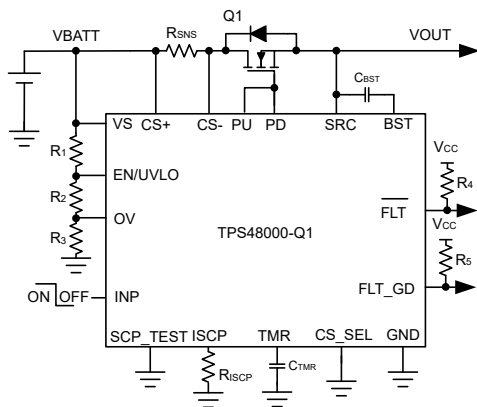 Q1
VBATT
RSNS
VOUT
CBST
VS
CS+
CS-
PU
PD
SRC
BST
R1
EN/UVLO
R2
OV
R3
TPS48000-Q1
VCC
R4
FLT
VCC
R5
FLT_GD
ON
OFF
INP
SCP_TEST
ISCP
TMR
CS_SEL
GND
RISCP
CTMR